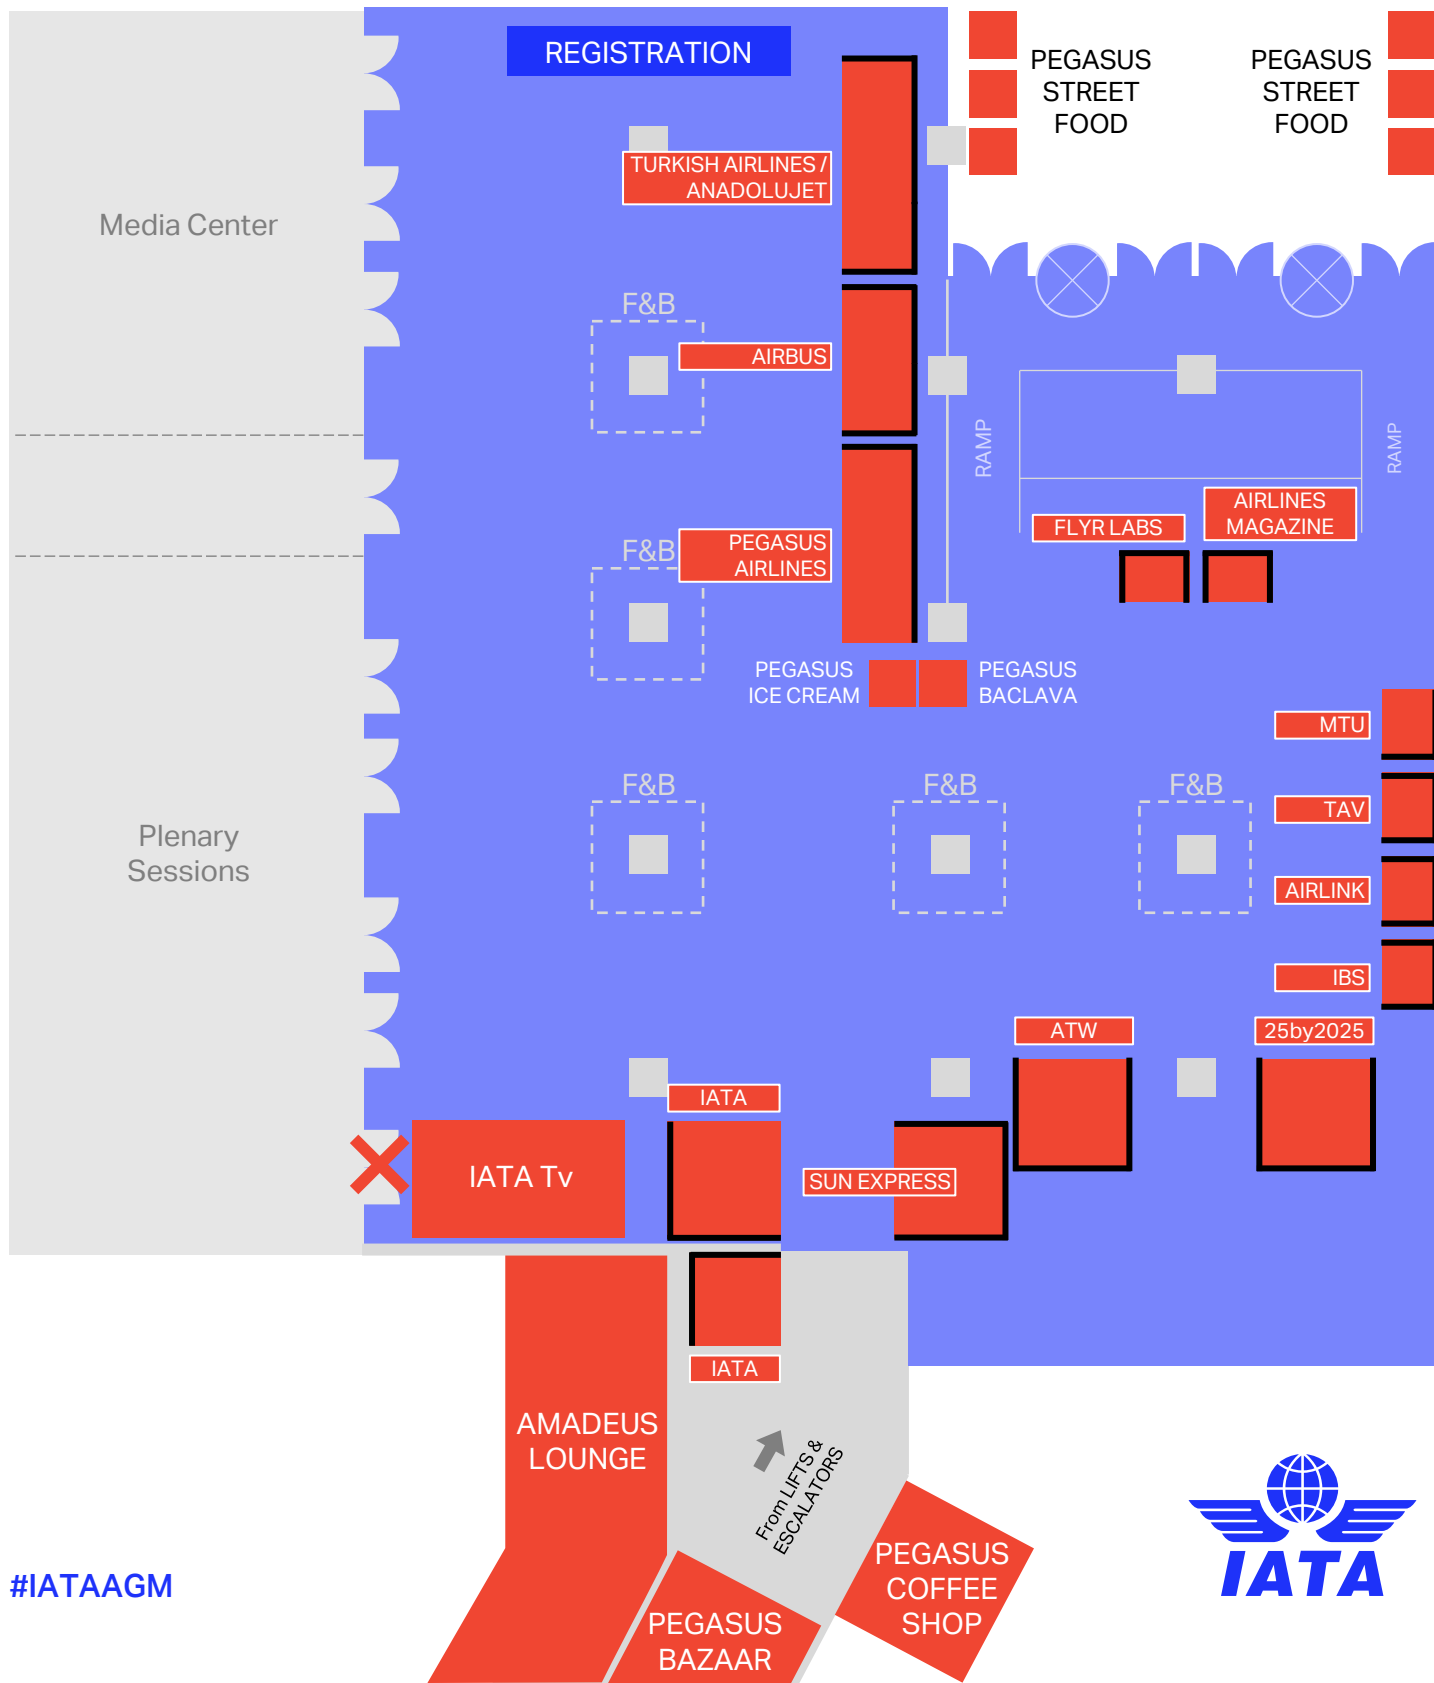 REGISTRATION
PEGASUS
STREET
FOOD
PEGASUS
STREET
FOOD
TURKISH AIRLINES /
ANADOLUJET
Media Center
F&B
AIRBUS
RAMP
RAMP
AIRLINES
MAGAZINE
FLYR LABS
F&B
PEGASUS
AIRLINES
PEGASUS
ICE CREAM
PEGASUS
BACLAVA
MTU
F&B
F&B
F&B
TAV
Plenary
Sessions
AIRLINK
IBS
ATW
25by2025
IATA
IATA Tv
SUN EXPRESS
IATA
AMADEUS
LOUNGE
From LIFTS &
ESCALATORS
PEGASUS
COFFEE
SHOP
PEGASUS
BAZAAR
#IATAAGM
IATA